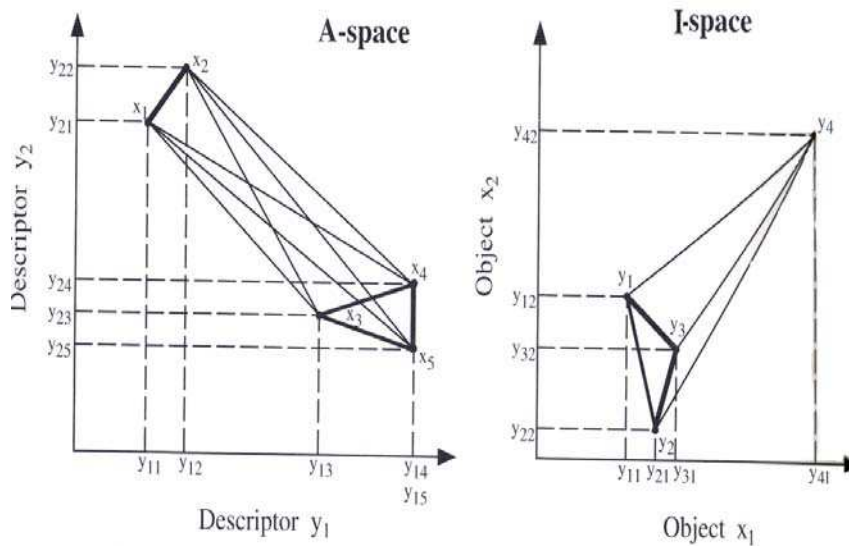 A-space
y22
x2
x1
y21
Descriptor y2
y24
x4
y23
x3
y25
x5
y11
y12
y13
y14
y15
Descriptor y1
I-space
y42
y4
Object x2
y1
y12
y3
y32
y22
y2
y11
y21
y31
y41
Object x1